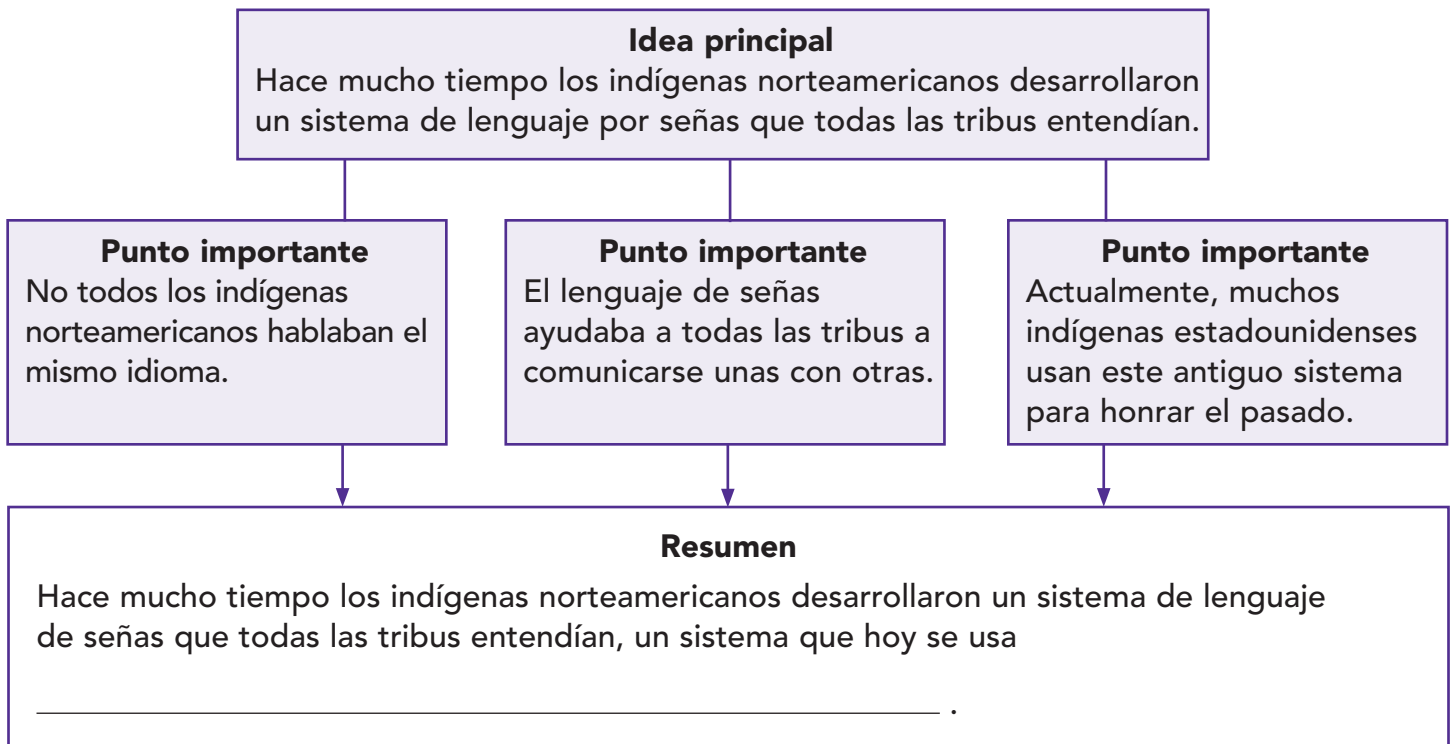 Idea principal
Hace mucho tiempo los indígenas norteamericanos desarrollaron
un sistema de lenguaje por señas que todas las tribus entendían.
Punto importante
No todos los indígenas
norteamericanos hablaban el
mismo idioma.
Punto importante
El lenguaje de señas
ayudaba a todas las tribus a
comunicarse unas con otras.
Punto importante
Actualmente, muchos
indígenas estadounidenses
usan este antiguo sistema
para honrar el pasado.
Resumen
Hace mucho tiempo los indígenas norteamericanos desarrollaron un sistema de lenguaje
de señas que todas las tribus entendían, un sistema que hoy se usa
.